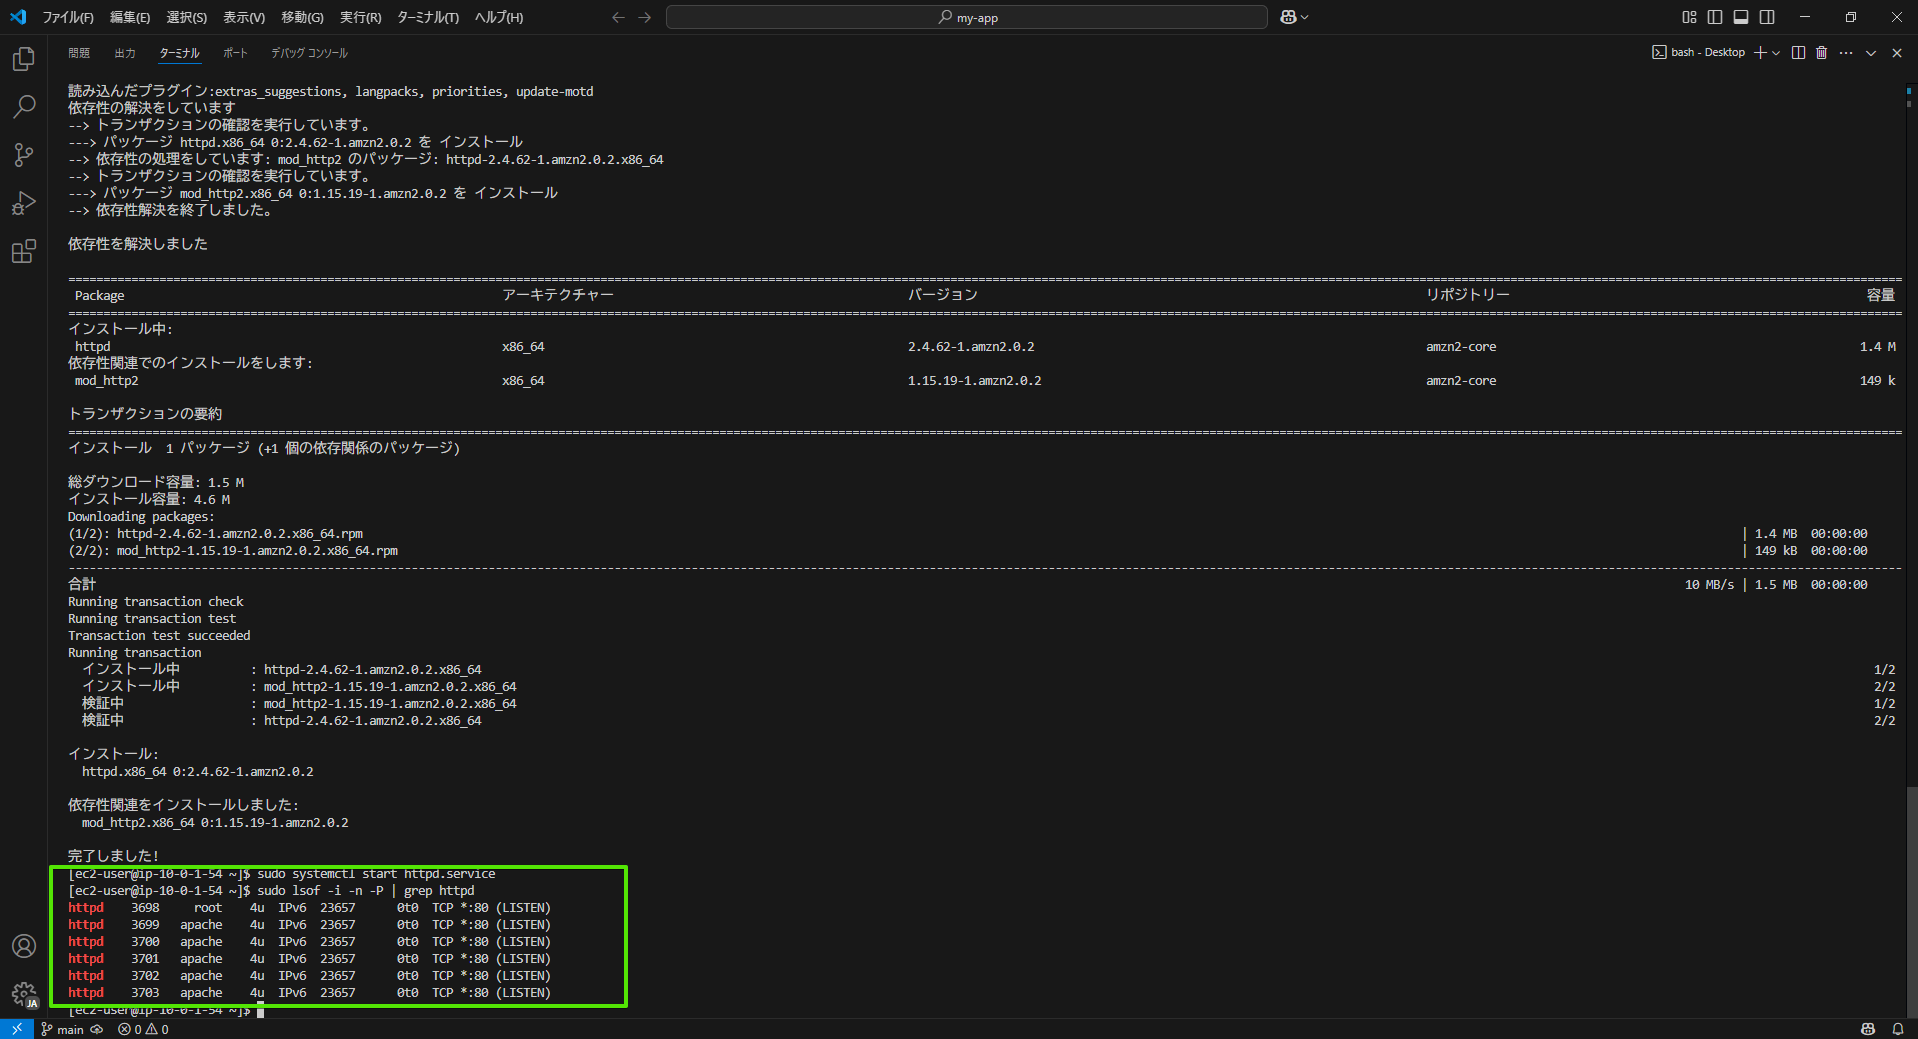 ファイル(F) 編集(E) 選択(S) 表示(V) 移動(G) 実行(R) ターミナル(T) ヘルプ(H) my-app
問題 出力 ターミナル ポート デバッグ コンソール bash - Desktop
読み込んだプラグイン:extras_suggestions, langpacks, priorities, update-motd
依存性の解決をしています
--> トランザクションの確認を実行しています。
---> パッケージ httpd.x86_64 0:2.4.62-1.amzn2.0.2 を インストール
--> 依存性の処理をしています: mod_http2 のパッケージ: httpd-2.4.62-1.amzn2.0.2.x86_64
--> トランザクションの確認を実行しています。
---> パッケージ mod_http2.x86_64 0:1.15.19-1.amzn2.0.2 を インストール
--> 依存性解決を終了しました。
依存性を解決しました
Package アーキテクチャー バージョン リポジトリー 容量
インストール中:
httpd x86_64 2.4.62-1.amzn2.0.2 amzn2-core 1.4 M
依存性関連でのインストールをします:
mod_http2 x86_64 1.15.19-1.amzn2.0.2 amzn2-core 149 k
トランザクションの要約
インストール 1 パッケージ (+1 個の依存関係のパッケージ)
総ダウンロード容量: 1.5 M
インストール容量: 4.6 M
Downloading packages:
(1/2): httpd-2.4.62-1.amzn2.0.2.x86_64.rpm | 1.4 MB 00:00:00
(2/2): mod_http2-1.15.19-1.amzn2.0.2.x86_64.rpm | 149 kB 00:00:00
合計 10 MB/s | 1.5 MB 00:00:00
Running transaction check
Running transaction test
Transaction test succeeded
Running transaction
インストール中 : httpd-2.4.62-1.amzn2.0.2.x86_64 1/2
インストール中 : mod_http2-1.15.19-1.amzn2.0.2.x86_64 2/2
検証中 : mod_http2-1.15.19-1.amzn2.0.2.x86_64 1/2
検証中 : httpd-2.4.62-1.amzn2.0.2.x86_64 2/2
インストール:
httpd.x86_64 0:2.4.62-1.amzn2.0.2
依存性関連をインストールしました:
mod_http2.x86_64 0:1.15.19-1.amzn2.0.2
完了しました!
[ec2-user@ip-10-0-1-54 ~]$ sudo systemctl start httpd.service
[ec2-user@ip-10-0-1-54 ~]$ sudo lsof -i -n -P | grep httpd
httpd 3698 root 4u IPv6 23657 0t0 TCP *:80 (LISTEN)
httpd 3699 apache 4u IPv6 23657 0t0 TCP *:80 (LISTEN)
httpd 3700 apache 4u IPv6 23657 0t0 TCP *:80 (LISTEN)
httpd 3701 apache 4u IPv6 23657 0t0 TCP *:80 (LISTEN)
httpd 3702 apache 4u IPv6 23657 0t0 TCP *:80 (LISTEN)
httpd 3703 apache 4u IPv6 23657 0t0 TCP *:80 (LISTEN)
[ec2-user@ip-10-0-1-54 ~]$
JA
main 0 0